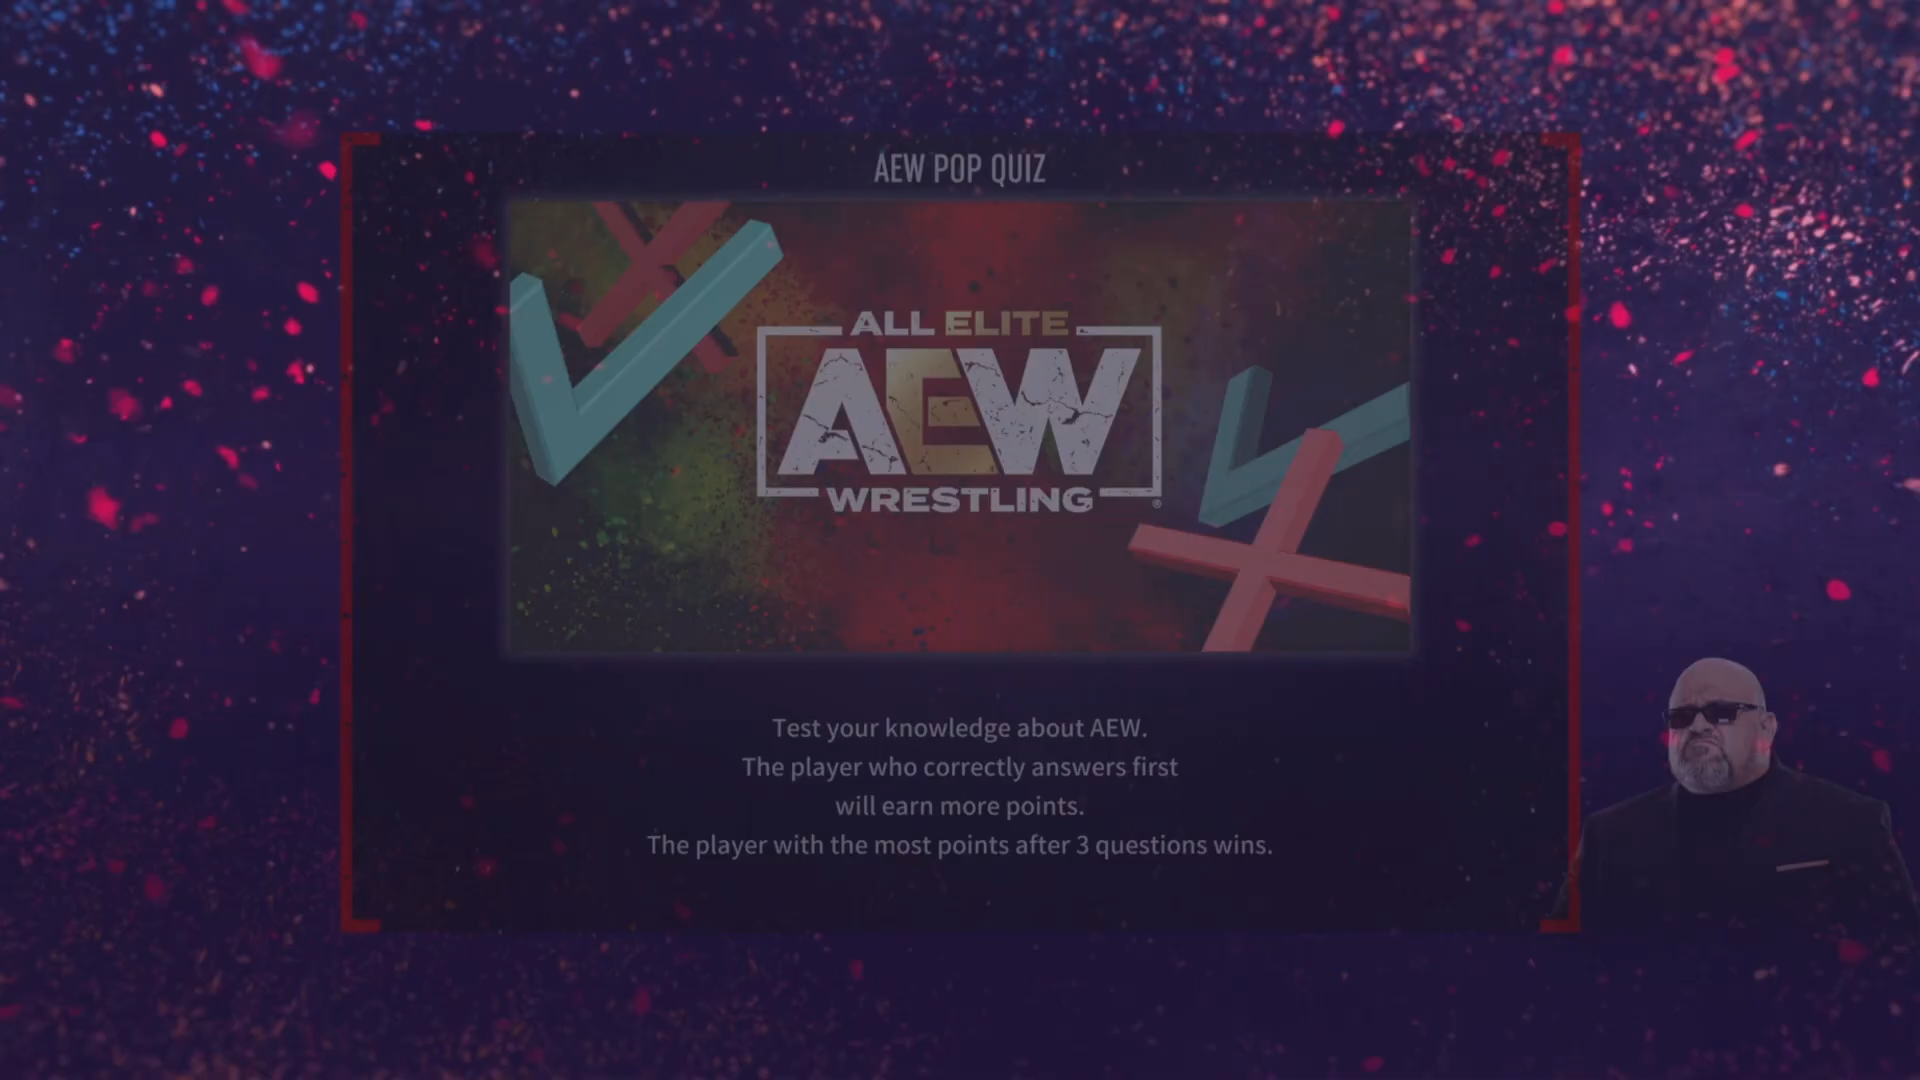 AEW POP QUIZ
ALL ELITE
AEW
WRESTLING
®
Test your knowledge about AEW.
The player who correctly answers first
will earn more points.
The player with the most points after 3 questions wins.